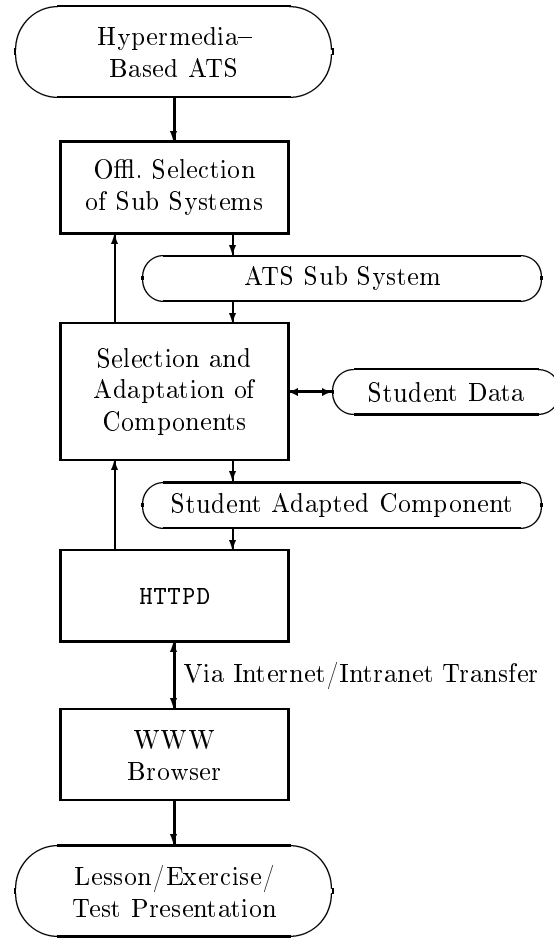 Hypermedia–
Based ATS
Offl. Selection
of Sub Systems
ATS Sub System
Selection and
Adaptation of
Components
Student Data
Student Adapted Component
HTTPD
Via Internet/Intranet Transfer
WWW
Browser
Lesson/Exercise/
Test Presentation